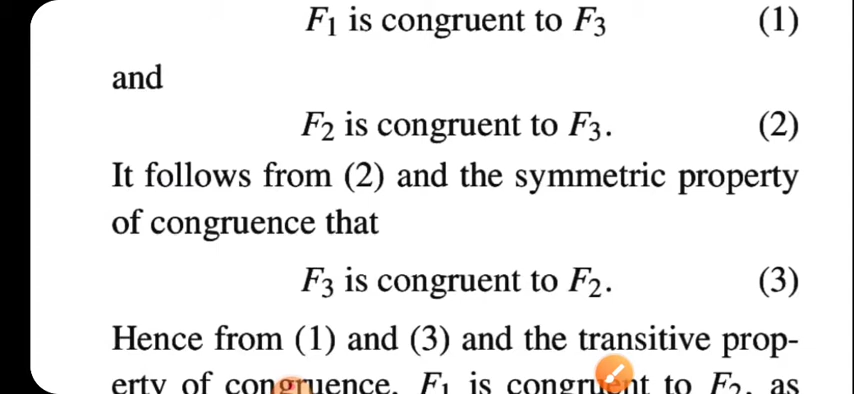 F₁ is congruent to F₃ (1)
and
F₂ is congruent to F₃. (2)
It follows from (2) and the symmetric property
of congruence that
F₃ is congruent to F₂. (3)
Hence from (1) and (3) and the transitive prop-
erty of congruence, F₁ is congruent to F₂, as